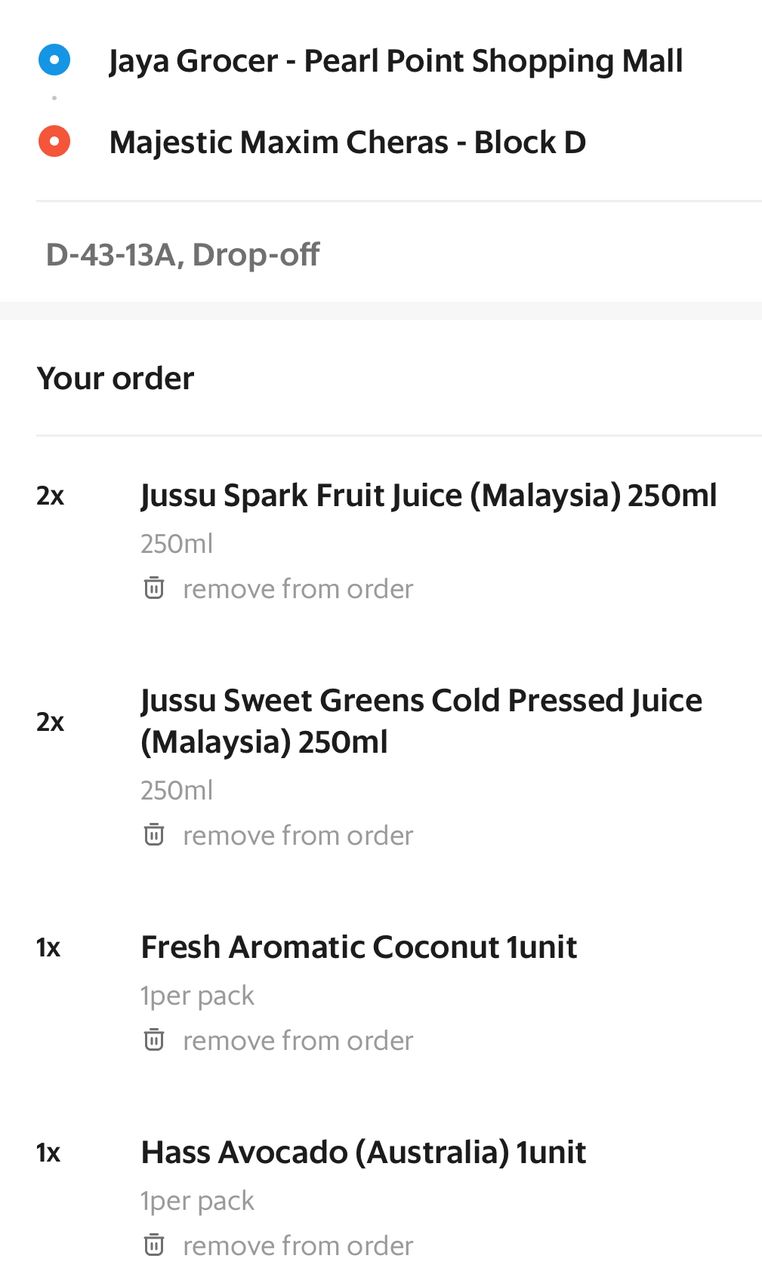 Jaya Grocer - Pearl Point Shopping Mall
Majestic Maxim Cheras - Block D
D-43-13A, Drop-off
Your order
2x Jussu Spark Fruit Juice (Malaysia) 250ml
250ml
remove from order
2x Jussu Sweet Greens Cold Pressed Juice
(Malaysia) 250ml
250ml
remove from order
1x Fresh Aromatic Coconut 1unit
1per pack
remove from order
1x Hass Avocado (Australia) 1unit
1per pack
remove from order